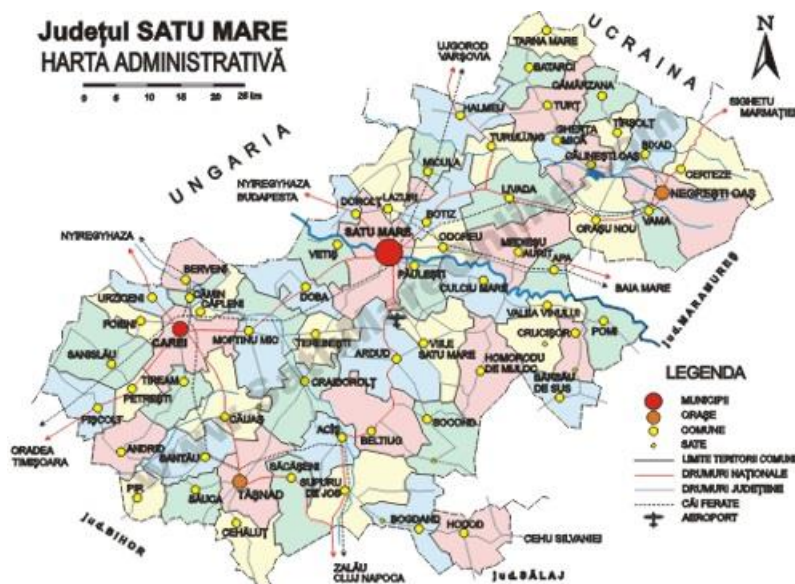 Județul SATU MARE
HARTA ADMINISTRATIVĂ
0 5 10 15 20 25 km
N
UCRAINA
UNGARIA
UJGOROD
VARȘOVIA
SIGHETU
MARMAȚIEI
NYIREGYHAZA
BUDAPESTA
NYIREGYHAZA
BAIA MARE
jud.MARAMUREȘ
ORADEA
TIMIȘOARA
jud.BIHOR
ZALĂU
CLUJ NAPOCA
jud.SĂLAJ
CEHU SILVANIEI
TARNA MARE
BATARCI
CĂMĂRZANA
TURȚ
HALMEU
GHERȚA
MICĂ
TÎRȘOLT
BIXAD
TURULUNG
CĂLINEȘTI OAȘ
CERTEZE
MICULA
NEGREȘTI OAȘ
LIVADA
LAZURI
DOROLȚ
BOTIZ
ORAȘU NOU
VAMA
SATU MARE
ODOREU
VETIȘ
MEDIEȘU
AURIT
APA
PĂULEȘTI
CULCIU MARE
BERVENI
URZICENI
CĂMIN
CĂPLENI
DOBA
VALEA VINULUI
FOIENI
CAREI
MOFTINU MIC
TEREBEȘTI
CRUCIȘOR
POMI
VIILE
SATU MARE
ARDUD
SANISLĂU
HOMORODU
DE MIJLOC
TIREAM
CRAIDOROLȚ
BÂRSĂU
DE SUS
PETREȘTI
PIȘCOLT
CĂUAȘ
SOCOND
ACÎȘ
BELTIUG
ANDRID
SANTĂU
SĂCĂȘENI
SUPURU
DE JOS
PIR
SĂUCA
TĂȘNAD
CEHĂLUȚ
BOGDAND
HODOD
LEGENDA
MUNICIPII
ORAȘE
COMUNE
SATE
LIMITE TERITORII COMUNE
DRUMURI NAȚIONALE
DRUMURI JUDEȚENE
CĂI FERATE
AEROPORT